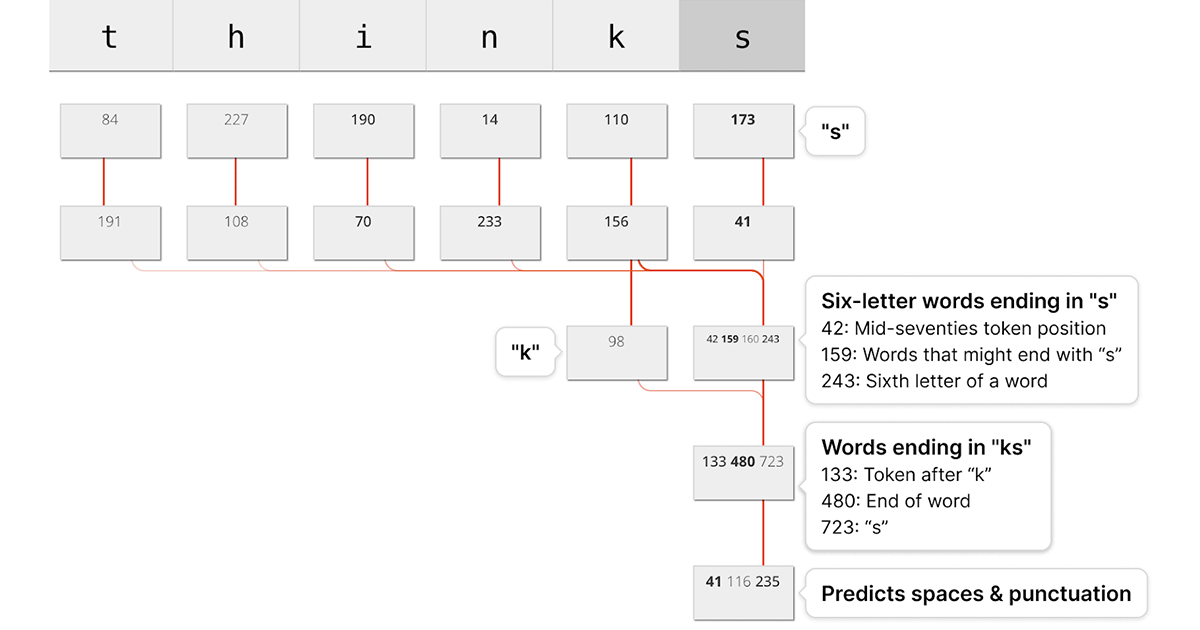 t h i n k s
84 227 190 14 110 173 "s"
191 108 70 233 156 41
"k" 98 42 159 160 243
Six-letter words ending in "s"
42: Mid-seventies token position
159: Words that might end with “s”
243: Sixth letter of a word
133 480 723
Words ending in "ks"
133: Token after “k”
480: End of word
723: “s”
41 116 235 Predicts spaces & punctuation